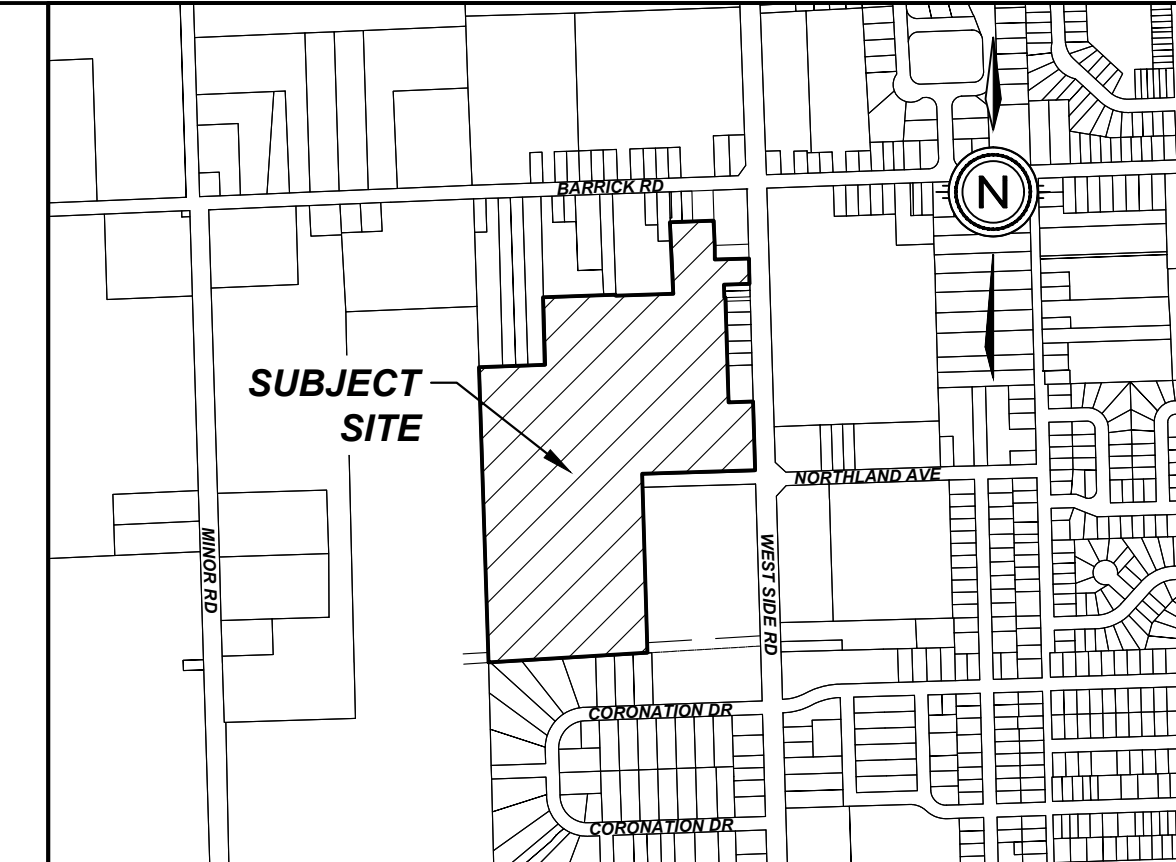 BARRICK RD
N
SUBJECT
SITE
NORTHLAND AVE
MINOR RD
WEST SIDE RD
CORONATION DR
CORONATION DR